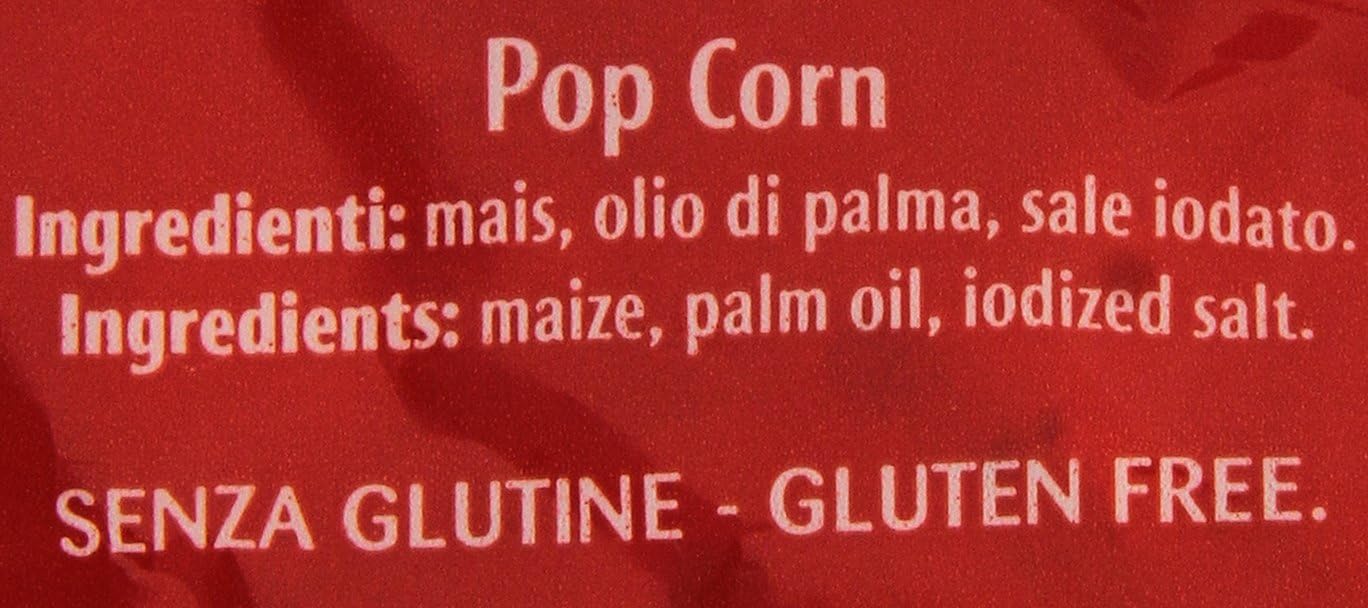 Pop Corn
Ingredienti: mais, olio di palma, sale iodato.
Ingredients: maize, palm oil, iodized salt.
SENZA GLUTINE - GLUTEN FREE.